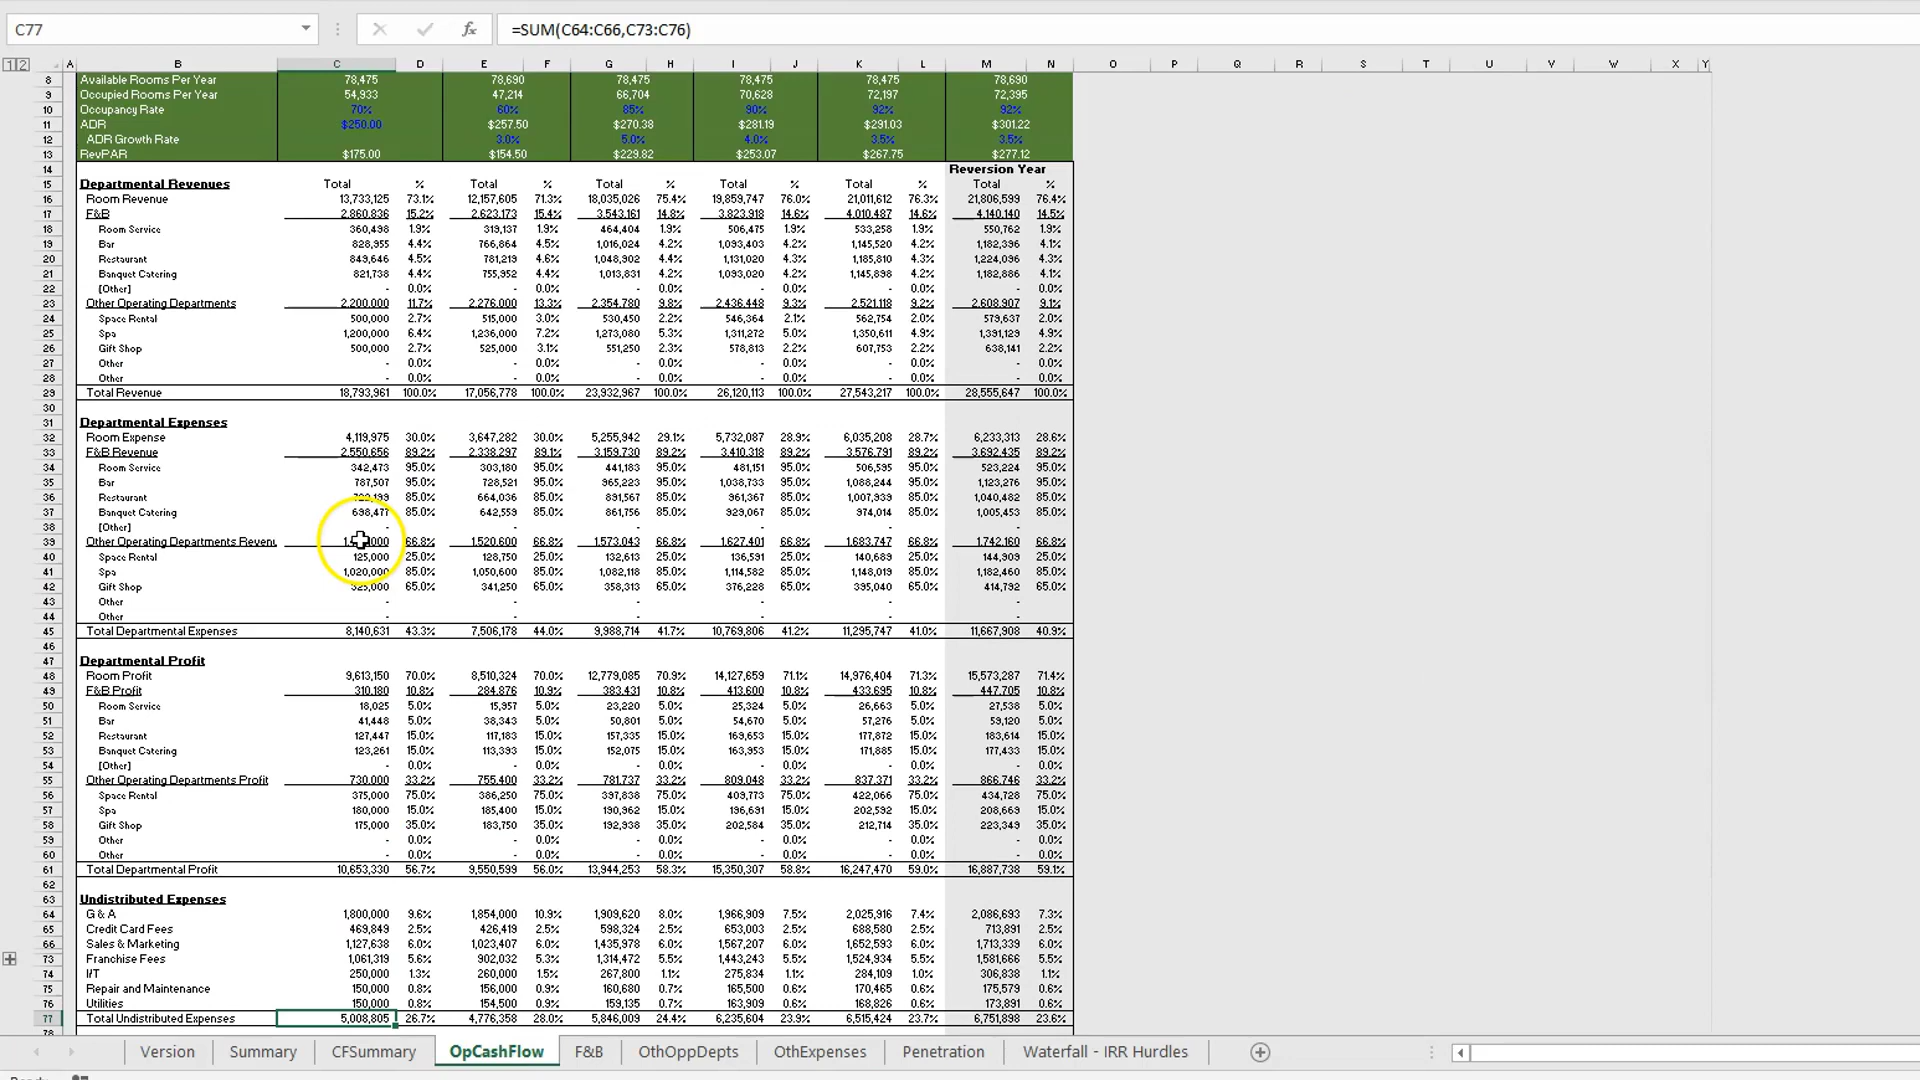 C77 =SUM(C64:C66,C73:C76)
1 2 A B C D E F G H I J K L M N O P Q R S T U V W X Y
8 Available Rooms Per Year 78,475 78,690 78,475 78,475 78,475 78,690
9 Occupied Rooms Per Year 54,933 47,214 66,704 70,628 72,197 72,395
10 Occupancy Rate 70% 60% 85% 90% 92% 92%
11 ADR $250.00 $257.50 $270.38 $281.19 $291.03 $301.22
12 ADR Growth Rate 3.0% 5.0% 4.0% 3.5% 3.5%
13 RevPAR $175.00 $154.50 $229.82 $253.07 $267.75 $277.12
14 Reversion Year
15 Departmental Revenues Total % Total % Total % Total % Total % Total %
16 Room Revenue 13,733,125 73.1% 12,157,605 71.3% 18,035,026 75.4% 19,859,747 76.0% 21,011,612 76.3% 21,806,599 76.4%
17 F&B 2,860,836 15.2% 2,623,173 15.4% 3,543,161 14.8% 3,823,918 14.6% 4,010,487 14.6% 4,140,140 14.5%
18 Room Service 360,498 1.9% 319,137 1.9% 464,404 1.9% 506,475 1.9% 533,258 1.9% 550,762 1.9%
19 Bar 828,955 4.4% 766,864 4.5% 1,016,024 4.2% 1,093,403 4.2% 1,145,520 4.2% 1,182,396 4.1%
20 Restaurant 849,646 4.5% 781,219 4.6% 1,048,902 4.4% 1,131,020 4.3% 1,185,810 4.3% 1,224,096 4.3%
21 Banquet Catering 821,738 4.4% 755,952 4.4% 1,013,831 4.2% 1,093,020 4.2% 1,145,898 4.2% 1,182,886 4.1%
22 [Other] - 0.0% - 0.0% - 0.0% - 0.0% - 0.0% - 0.0%
23 Other Operating Departments 2,200,000 11.7% 2,276,000 13.3% 2,354,780 9.8% 2,436,448 9.3% 2,521,118 9.2% 2,608,907 9.1%
24 Space Rental 500,000 2.7% 515,000 3.0% 530,450 2.2% 546,364 2.1% 562,754 2.0% 579,637 2.0%
25 Spa 1,200,000 6.4% 1,236,000 7.2% 1,273,080 5.3% 1,311,272 5.0% 1,350,611 4.9% 1,391,129 4.9%
26 Gift Shop 500,000 2.7% 525,000 3.1% 551,250 2.3% 578,813 2.2% 607,753 2.2% 638,141 2.2%
27 Other - 0.0% - 0.0% - 0.0% - 0.0% - 0.0% - 0.0%
28 Other - 0.0% - 0.0% - 0.0% - 0.0% - 0.0% - 0.0%
29 Total Revenue 18,793,961 100.0% 17,056,778 100.0% 23,932,967 100.0% 26,120,113 100.0% 27,543,217 100.0% 28,555,647 100.0%
30
31 Departmental Expenses
32 Room Expense 4,119,975 30.0% 3,647,282 30.0% 5,255,942 29.1% 5,732,087 28.9% 6,035,208 28.7% 6,233,313 28.6%
33 F&B Revenue 2,550,656 89.2% 2,338,297 89.1% 3,159,730 89.2% 3,410,318 89.2% 3,576,791 89.2% 3,692,435 89.2%
34 Room Service 342,473 95.0% 303,180 95.0% 441,183 95.0% 481,151 95.0% 506,595 95.0% 523,224 95.0%
35 Bar 787,507 95.0% 728,521 95.0% 965,223 95.0% 1,038,733 95.0% 1,088,244 95.0% 1,123,276 95.0%
36 Restaurant 85.0% 664,036 85.0% 891,567 85.0% 961,367 85.0% 1,007,939 85.0% 1,040,482 85.0%
37 Banquet Catering 698,477 85.0% 642,559 85.0% 861,756 85.0% 929,067 85.0% 974,014 85.0% 1,005,453 85.0%
38 [Other] - - - - - -
39 Other Operating Departments Revenu 66.8% 1,520,600 66.8% 1,573,043 66.8% 1,627,401 66.8% 1,683,747 66.8% 1,742,160 66.8%
40 Space Rental 125,000 25.0% 128,750 25.0% 132,613 25.0% 136,591 25.0% 140,689 25.0% 144,909 25.0%
41 Spa 1,020,000 85.0% 1,050,600 85.0% 1,082,118 85.0% 1,114,582 85.0% 1,148,019 85.0% 1,182,460 85.0%
42 Gift Shop 325,000 65.0% 341,250 65.0% 358,313 65.0% 376,228 65.0% 395,040 65.0% 414,792 65.0%
43 Other - - - - - -
44 Other - - - - - -
45 Total Departmental Expenses 8,140,631 43.3% 7,506,178 44.0% 9,988,714 41.7% 10,769,806 41.2% 11,295,747 41.0% 11,667,908 40.9%
46
47 Departmental Profit
48 Room Profit 9,613,150 70.0% 8,510,324 70.0% 12,779,085 70.9% 14,127,659 71.1% 14,976,404 71.3% 15,573,287 71.4%
49 F&B Profit 310,180 10.8% 284,876 10.9% 383,431 10.8% 413,600 10.8% 433,695 10.8% 447,705 10.8%
50 Room Service 18,025 5.0% 15,957 5.0% 23,220 5.0% 25,324 5.0% 26,663 5.0% 27,538 5.0%
51 Bar 41,448 5.0% 38,343 5.0% 50,801 5.0% 54,670 5.0% 57,276 5.0% 59,120 5.0%
52 Restaurant 127,447 15.0% 117,183 15.0% 157,335 15.0% 169,653 15.0% 177,872 15.0% 183,614 15.0%
53 Banquet Catering 123,261 15.0% 113,393 15.0% 152,075 15.0% 163,953 15.0% 171,885 15.0% 177,433 15.0%
54 [Other] - 0.0% - 0.0% - 0.0% - 0.0% - 0.0% - 0.0%
55 Other Operating Departments Profit 730,000 33.2% 755,400 33.2% 781,737 33.2% 809,048 33.2% 837,371 33.2% 866,746 33.2%
56 Space Rental 375,000 75.0% 386,250 75.0% 397,838 75.0% 409,773 75.0% 422,066 75.0% 434,728 75.0%
57 Spa 180,000 15.0% 185,400 15.0% 190,962 15.0% 196,691 15.0% 202,592 15.0% 208,669 15.0%
58 Gift Shop 175,000 35.0% 183,750 35.0% 192,938 35.0% 202,584 35.0% 212,714 35.0% 223,349 35.0%
59 Other - 0.0% - 0.0% - 0.0% - 0.0% - 0.0% - 0.0%
60 Other - 0.0% - 0.0% - 0.0% - 0.0% - 0.0% - 0.0%
61 Total Departmental Profit 10,653,330 56.7% 9,550,599 56.0% 13,944,253 58.3% 15,350,307 58.8% 16,247,470 59.0% 16,887,738 59.1%
62
63 Undistributed Expenses
64 G & A 1,800,000 9.6% 1,854,000 10.9% 1,909,620 8.0% 1,966,909 7.5% 2,025,916 7.4% 2,086,693 7.3%
65 Credit Card Fees 469,849 2.5% 426,419 2.5% 598,324 2.5% 653,003 2.5% 688,580 2.5% 713,891 2.5%
66 Sales & Marketing 1,127,638 6.0% 1,023,407 6.0% 1,435,978 6.0% 1,567,207 6.0% 1,652,593 6.0% 1,713,339 6.0%
73 Franchise Fees 1,061,319 5.6% 902,032 5.3% 1,314,472 5.5% 1,443,243 5.5% 1,524,934 5.5% 1,581,666 5.5%
74 I/T 250,000 1.3% 260,000 1.5% 267,800 1.1% 275,834 1.1% 284,109 1.0% 306,838 1.1%
75 Repair and Maintenance 150,000 0.8% 156,000 0.9% 160,680 0.7% 165,500 0.6% 170,465 0.6% 175,579 0.6%
76 Utilities 150,000 0.8% 154,500 0.9% 159,135 0.7% 163,909 0.6% 168,826 0.6% 173,891 0.6%
77 Total Undistributed Expenses 5,008,805 26.7% 4,776,358 28.0% 5,846,009 24.4% 6,235,604 23.9% 6,515,424 23.7% 6,751,898 23.6%
78
Version Summary CFSummary OpCashFlow F&B OthOppDepts OthExpenses Penetration Waterfall - IRR Hurdles